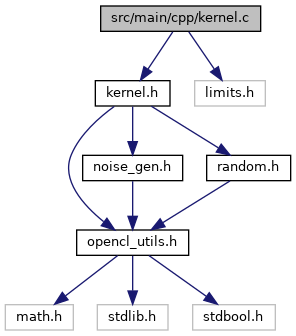 src/main/cpp/kernel.c
kernel.h
limits.h
noise_gen.h
random.h
opencl_utils.h
math.h
stdlib.h
stdbool.h